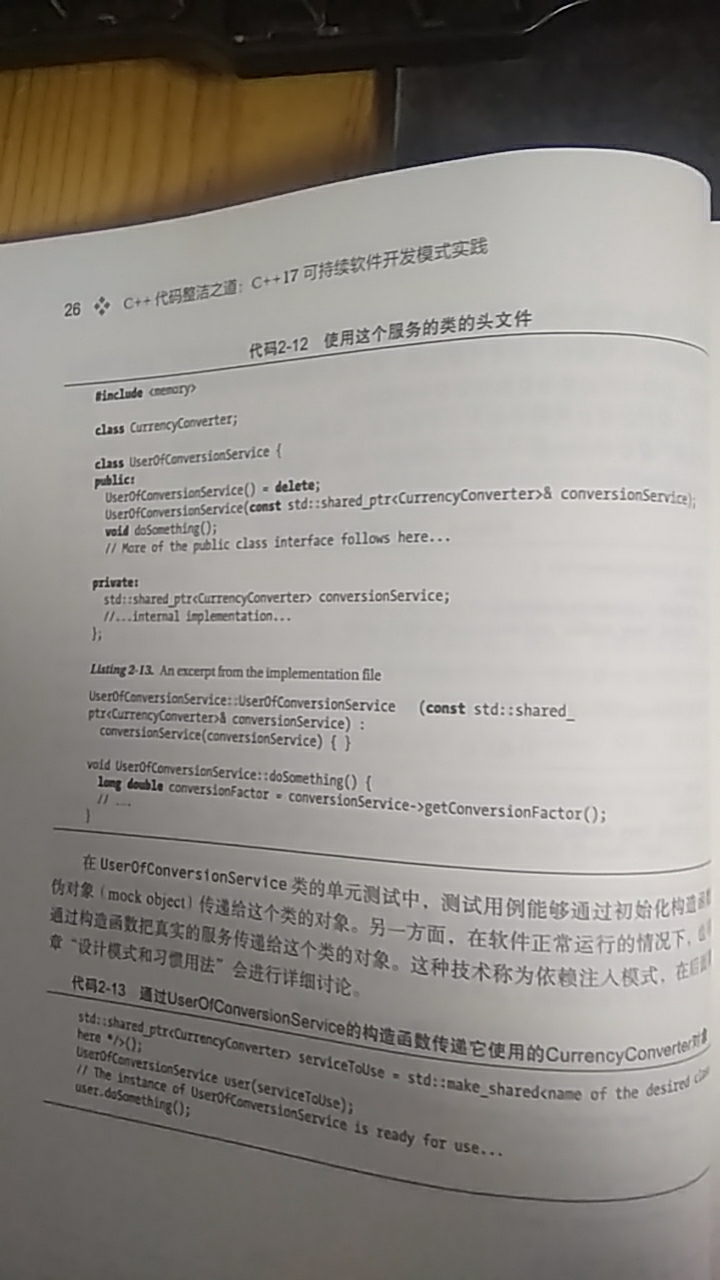 26 ❖ C++ 代码整洁之道：C++17 可持续软件开发模式实践
代码2-12 使用这个服务的类的头文件
#include <memory>
class CurrencyConverter;
class UserOfConversionService {
public:
UserOfConversionService() = delete;
UserOfConversionService(const std::shared_ptr<CurrencyConverter>& conversionService);
void doSomething();
// More of the public class interface follows here...
private:
std::shared_ptr<CurrencyConverter> conversionService;
//...internal implementation...
};
Listing 2-13. An excerpt from the implementation file
UserOfConversionService::UserOfConversionService (const std::shared_
ptr<CurrencyConverter>& conversionService) :
conversionService(conversionService) { }
void UserOfConversionService::doSomething() {
long double conversionFactor = conversionService->getConversionFactor();
// ...
}
在 UserOfConversionService 类的单元测试中，测试用例能够通过初始化构造函
伪对象（mock object）传递给这个类的对象。另一方面，在软件正常运行的情况下，
通过构造函数把真实的服务传递给这个类的对象。这种技术称为依赖注入模式，在后面
章“设计模式和习惯用法”会进行详细讨论。
代码2-13 通过UserOfConversionService的构造函数传递它使用的CurrencyConverter对象
std::shared_ptr<CurrencyConverter> serviceToUse = std::make_shared<name of the desired
here */>();
UserOfConversionService user(serviceToUse);
// The instance of UserOfConversionService is ready for use...
user.doSomething();